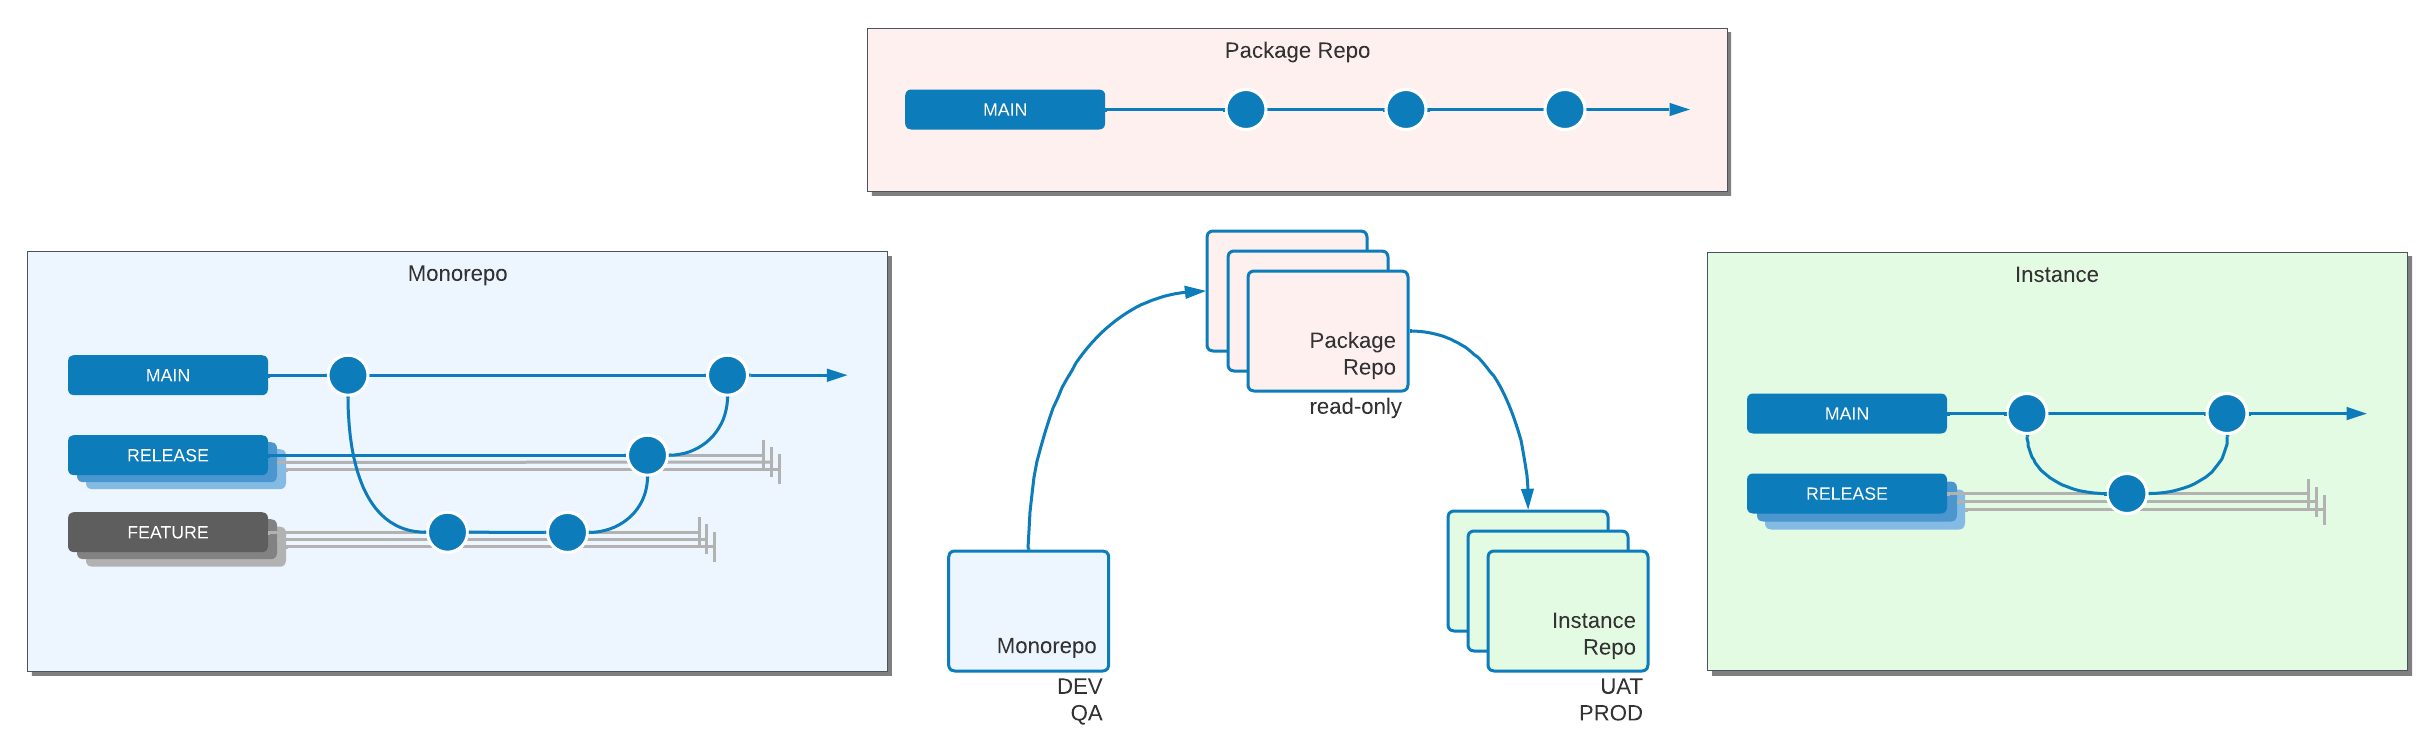 Package Repo
MAIN
Monorepo
MAIN
RELEASE
FEATURE
Package
Repo
read-only
Monorepo
DEV
QA
Instance
Repo
UAT
PROD
Instance
MAIN
RELEASE